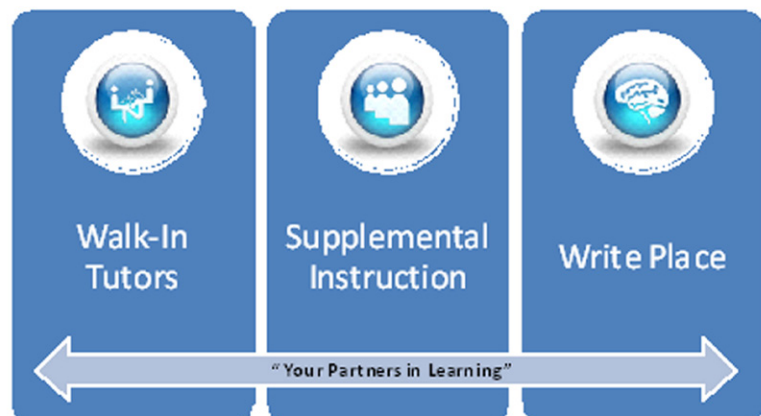 Walk-In
Tutors
Supplemental
Instruction
Write Place
“Your Partners in Learning”